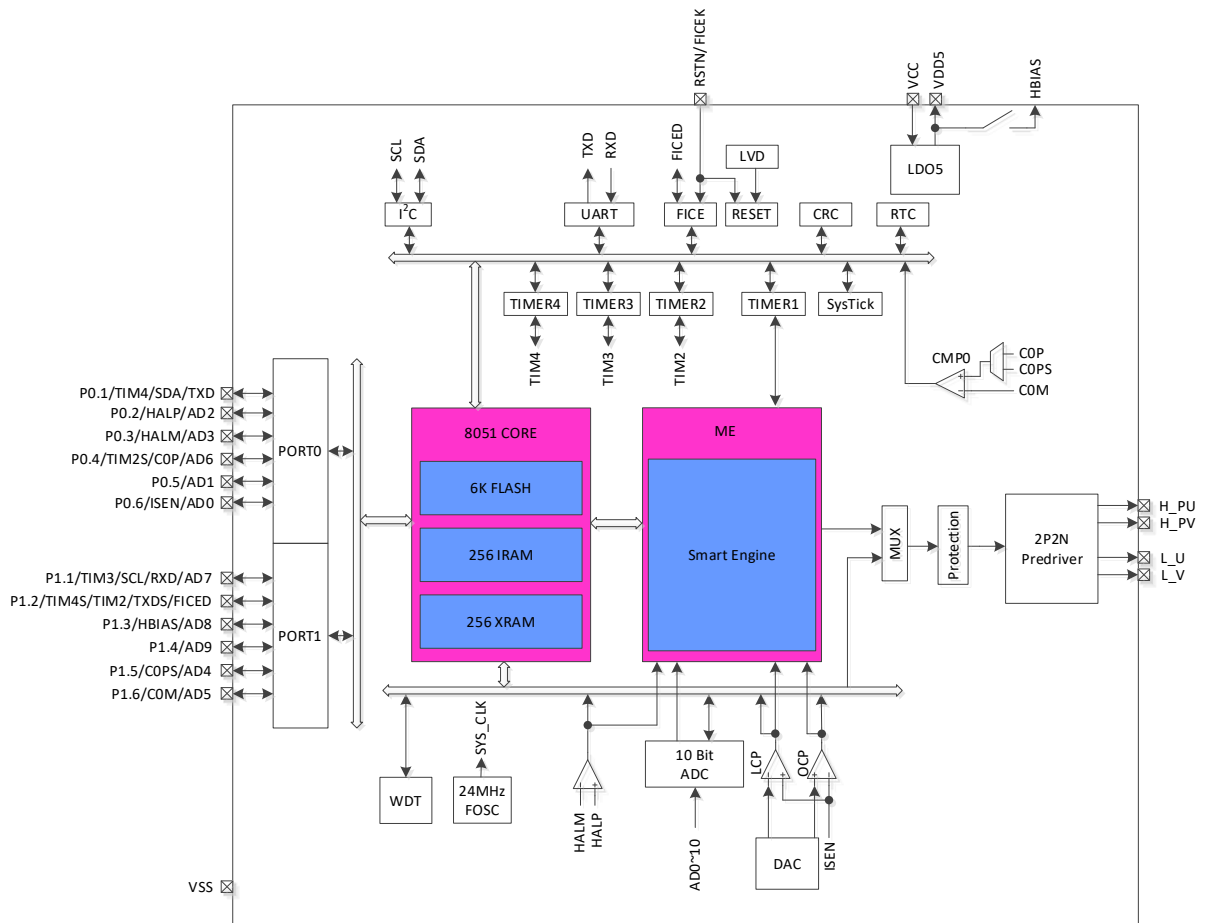 RSTN/FICEK
VCC
VDD5
HBIAS
SCL
SDA
TXD
RXD
FICED
LVD
LDO5
I²C
UART
FICE
RESET
CRC
RTC
TIMER4
TIMER3
TIMER2
TIMER1
SysTick
TIM4
TIM3
TIM2
CMP0
C0P
C0PS
C0M
+
-
P0.1/TIM4/SDA/TXD
P0.2/HALP/AD2
P0.3/HALM/AD3
P0.4/TIM2S/C0P/AD6
P0.5/AD1
P0.6/ISEN/AD0
PORT0
P1.1/TIM3/SCL/RXD/AD7
P1.2/TIM4S/TIM2/TXDS/FICED
P1.3/HBIAS/AD8
P1.4/AD9
P1.5/C0PS/AD4
P1.6/C0M/AD5
PORT1
8051 CORE
6K FLASH
256 IRAM
256 XRAM
ME
Smart Engine
MUX
Protection
2P2N
Predriver
H_PU
H_PV
L_U
L_V
WDT
SYS_CLK
24MHz
FOSC
- +
HALM
HALP
10 Bit
ADC
AD0~10
LCP
- +
OCP
+ -
DAC
ISEN
VSS